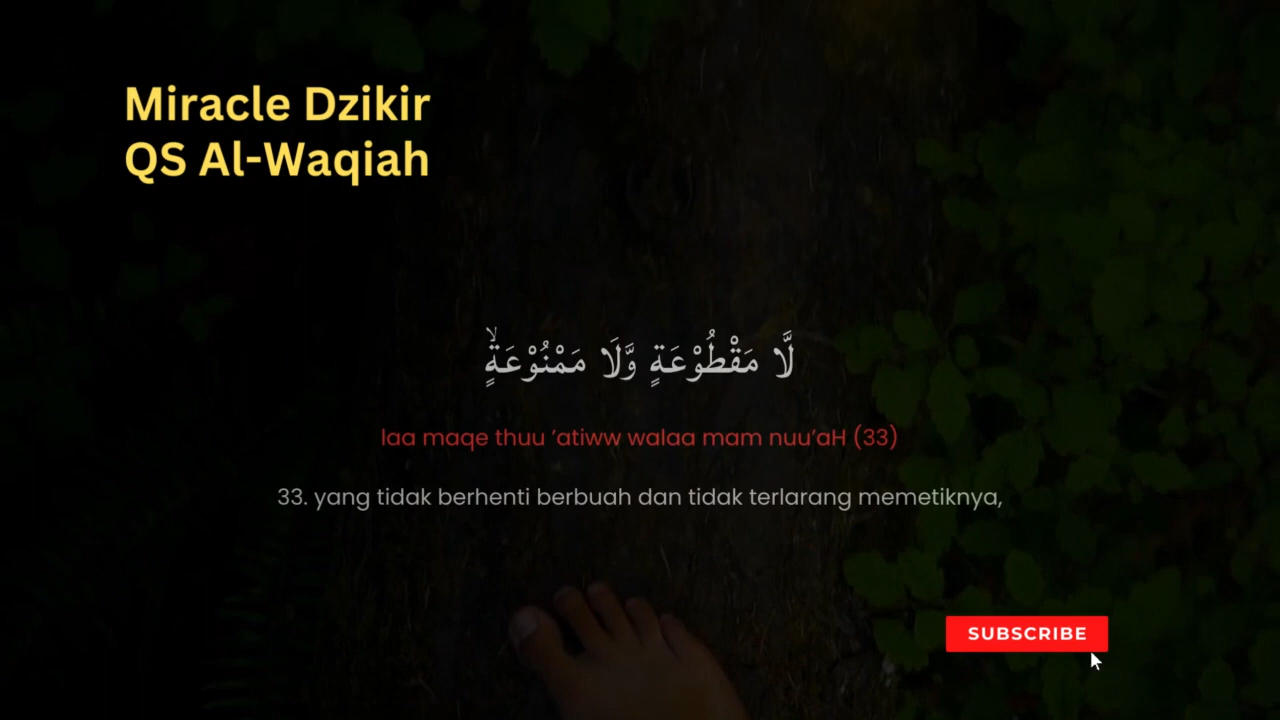 Miracle Dzikir
QS Al-Waqiah
لَّا مَقْطُوْعَةٍ وَّلَا مَمْنُوْعَةٍۙ
laa maqe thuu ’atiww walaa mam nuu’aH (33)
33. yang tidak berhenti berbuah dan tidak terlarang memetiknya,
SUBSCRIBE